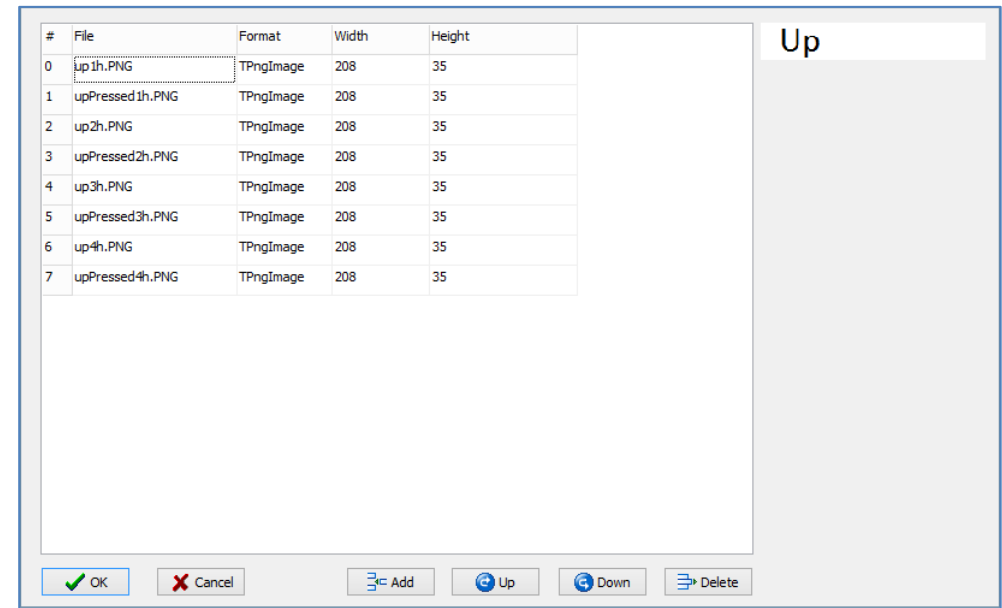 # File Format Width Height
0 up1h.PNG TPngImage 208 35
1 upPressed1h.PNG TPngImage 208 35
2 up2h.PNG TPngImage 208 35
3 upPressed2h.PNG TPngImage 208 35
4 up3h.PNG TPngImage 208 35
5 upPressed3h.PNG TPngImage 208 35
6 up4h.PNG TPngImage 208 35
7 upPressed4h.PNG TPngImage 208 35
Up
OK Cancel Add Up Down Delete